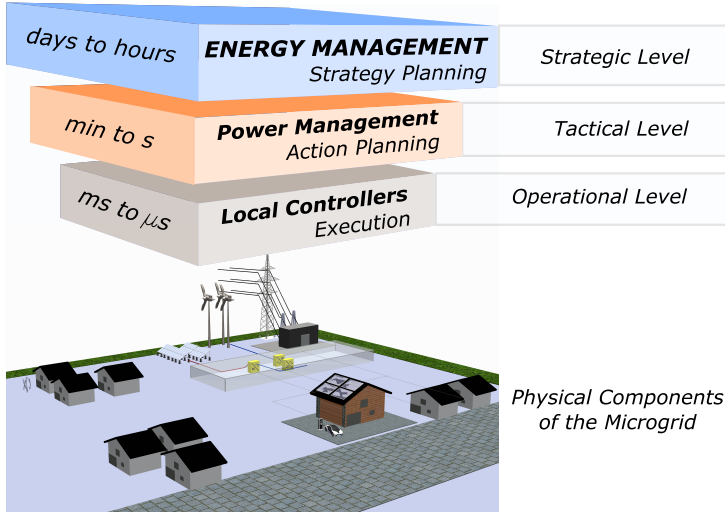 days to hours
ENERGY MANAGEMENT
Strategy Planning
Strategic Level
min to s
Power Management
Action Planning
Tactical Level
ms to μs
Local Controllers
Execution
Operational Level
Physical Components
of the Microgrid